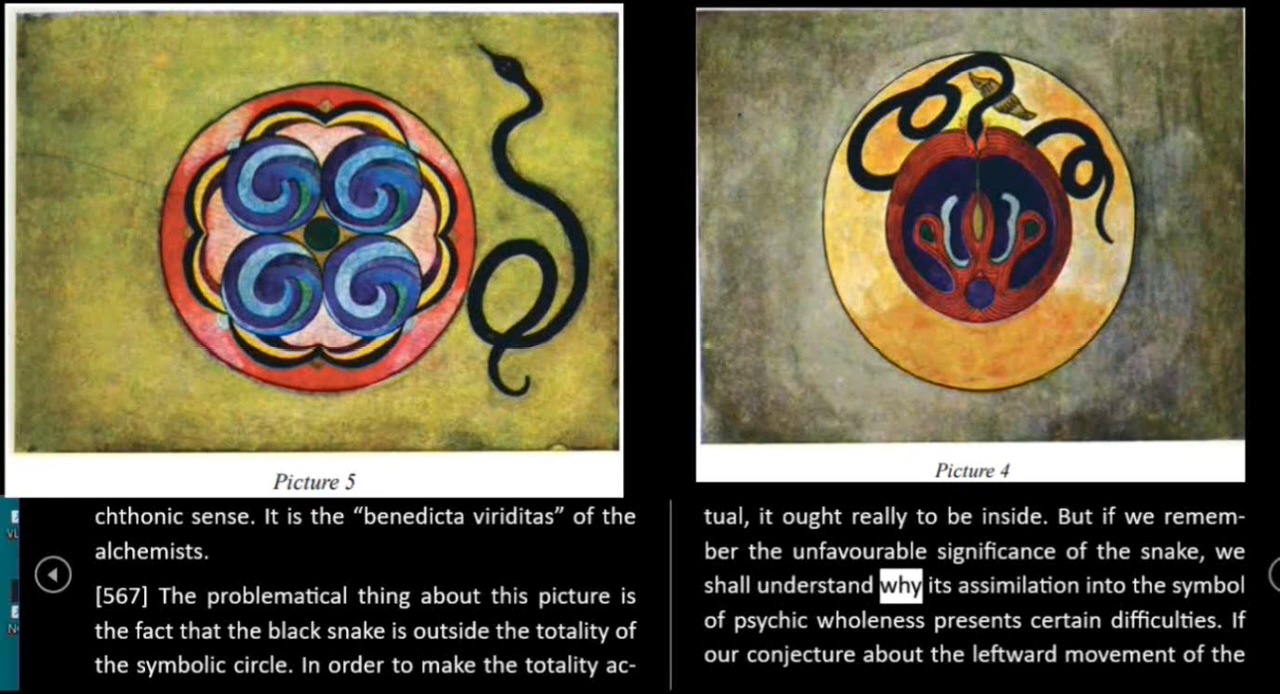 Picture 5
chthonic sense. It is the “benedicta viriditas” of the
alchemists.
[567] The problematical thing about this picture is
the fact that the black snake is outside the totality of
the symbolic circle. In order to make the totality ac-
Picture 4
tual, it ought really to be inside. But if we remem-
ber the unfavourable significance of the snake, we
shall understand why its assimilation into the symbol
of psychic wholeness presents certain difficulties. If
our conjecture about the leftward movement of the